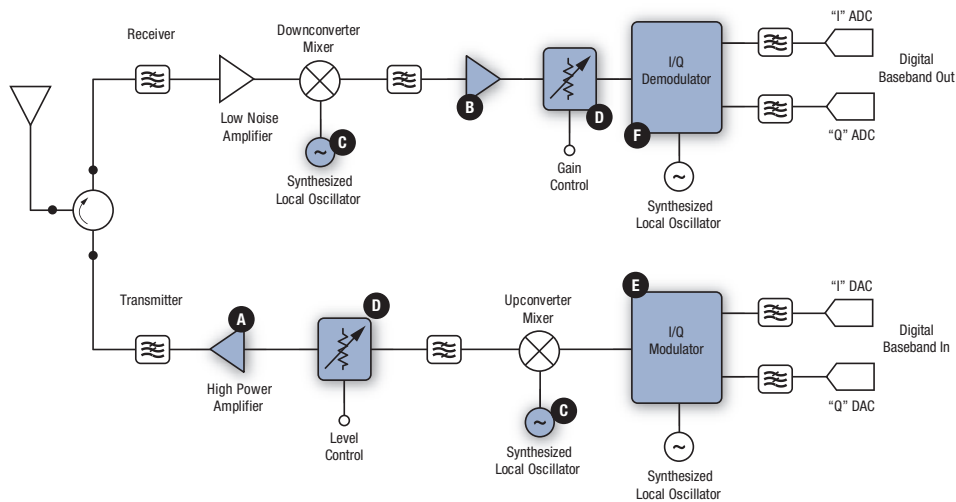 Receiver
Downconverter
Mixer
"I" ADC
Low Noise
Amplifier
B
C
Synthesized
Local Oscillator
D
Gain
Control
I/Q
Demodulator
F
Synthesized
Local Oscillator
Digital
Baseband Out
"Q" ADC
Transmitter
A
High Power
Amplifier
D
Level
Control
Upconverter
Mixer
C
Synthesized
Local Oscillator
E
I/Q
Modulator
Synthesized
Local Oscillator
"I" DAC
Digital
Baseband In
"Q" DAC